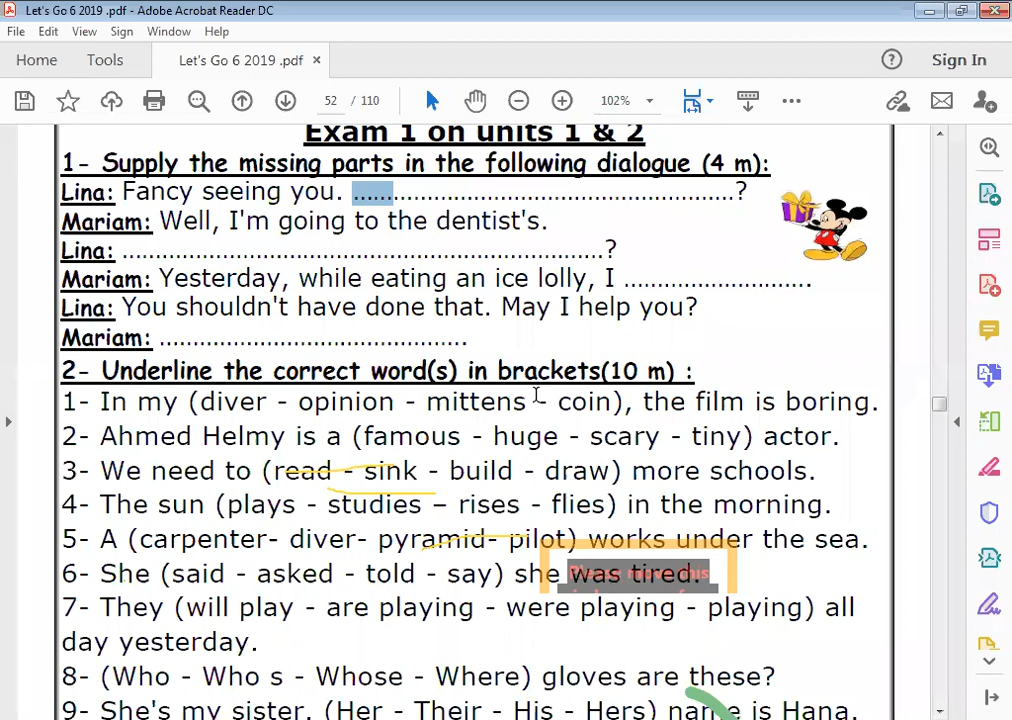 Let's Go 6 2019 .pdf - Adobe Acrobat Reader DC
File Edit View Sign Window Help
Home Tools Let's Go 6 2019 .pdf × Sign In
52 / 110 102%
Exam 1 on units 1 & 2
1- Supply the missing parts in the following dialogue (4 m):
Lina: Fancy seeing you. ..........................................................?
Mariam: Well, I'm going to the dentist's.
Lina: .........................................................................?
Mariam: Yesterday, while eating an ice lolly, I ............................
Lina: You shouldn't have done that. May I help you?
Mariam: ..............................................
2- Underline the correct word(s) in brackets(10 m) :
1- In my (diver - opinion - mittens - coin), the film is boring.
2- Ahmed Helmy is a (famous - huge - scary - tiny) actor.
3- We need to (read - sink - build - draw) more schools.
4- The sun (plays - studies – rises - flies) in the morning.
5- A (carpenter- diver- pyramid- pilot) works under the sea.
6- She (said - asked - told - say) she was tired.
7- They (will play - are playing - were playing - playing) all
day yesterday.
8- (Who - Who s - Whose - Where) gloves are these?
9- She's my sister. (Her - Their - His - Hers) name is Hana.